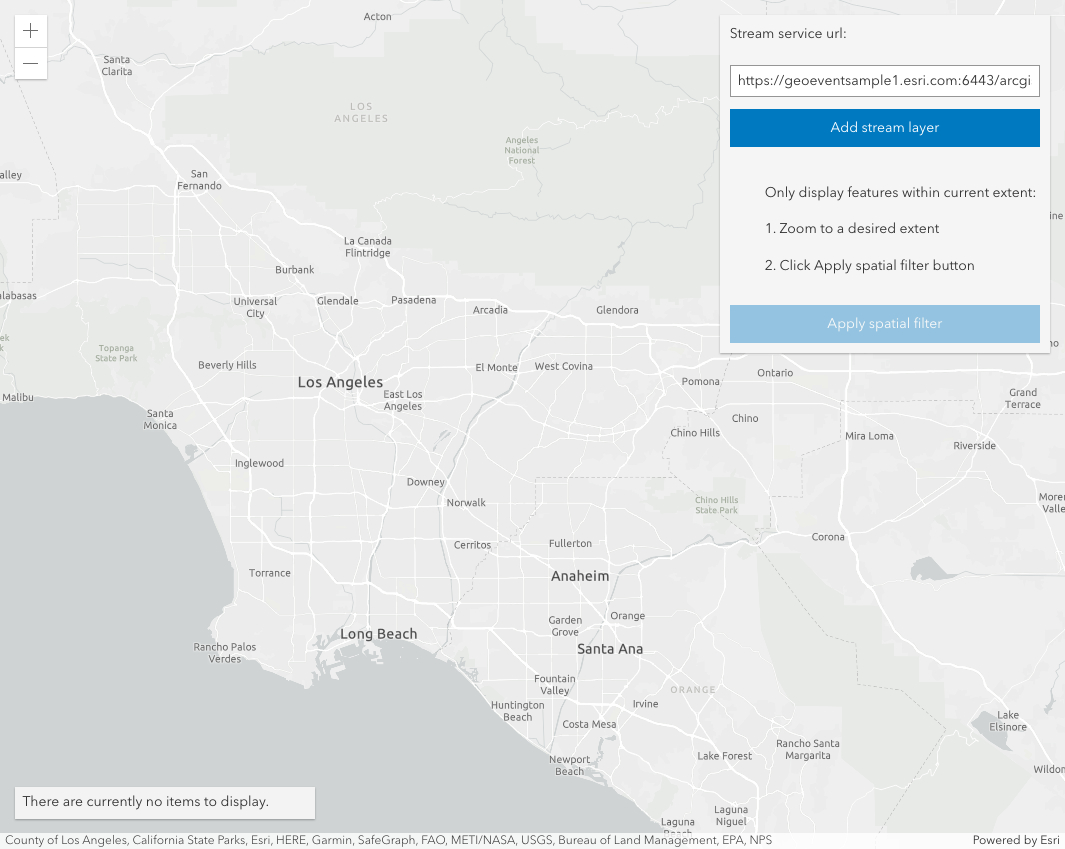 Acton
Santa
Clarita
LOS
ANGELES
Angeles
National
Forest
San
Fernando
La Canada
Flintridge
Burbank
Universal
City
Glendale
Pasadena
Arcadia
Glendora
Topanga
State Park
Beverly Hills
El Monte
West Covina
Los Angeles
East Los
Angeles
Pomona
Ontario
Malibu
Santa
Monica
Chino
Chino Hills
Grand
Terrace
Mira Loma
Riverside
Inglewood
Downey
Norwalk
Chino Hills
State Park
Cerritos
Fullerton
Corona
Torrance
Anaheim
Garden
Grove
Orange
Long Beach
Santa Ana
Rancho Palos
Verdes
Fountain
Valley
ORANGE
Huntington
Beach
Irvine
Costa Mesa
Lake
Elsinore
Newport
Beach
Lake Forest
Rancho Santa
Margarita
Laguna
Niguel
Laguna
Stream service url:
https://geoeventsample1.esri.com:6443/arcgi
Add stream layer
Only display features within current extent:
1. Zoom to a desired extent
2. Click Apply spatial filter button
Apply spatial filter
There are currently no items to display.
County of Los Angeles, California State Parks, Esri, HERE, Garmin, SafeGraph, FAO, METI/NASA, USGS, Bureau of Land Management, EPA, NPS
Powered by Esri